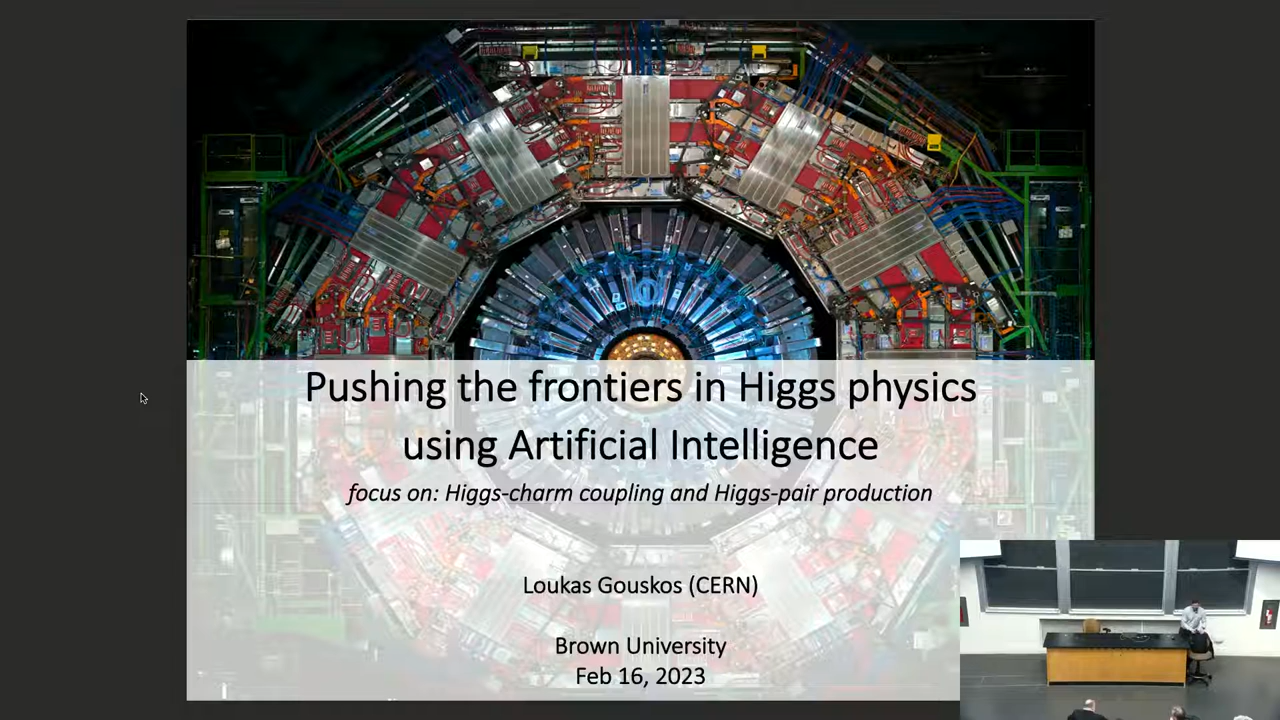 Pushing the frontiers in Higgs physics
using Artificial Intelligence
focus on: Higgs-charm coupling and Higgs-pair production
Loukas Gouskos (CERN)
Brown University
Feb 16, 2023